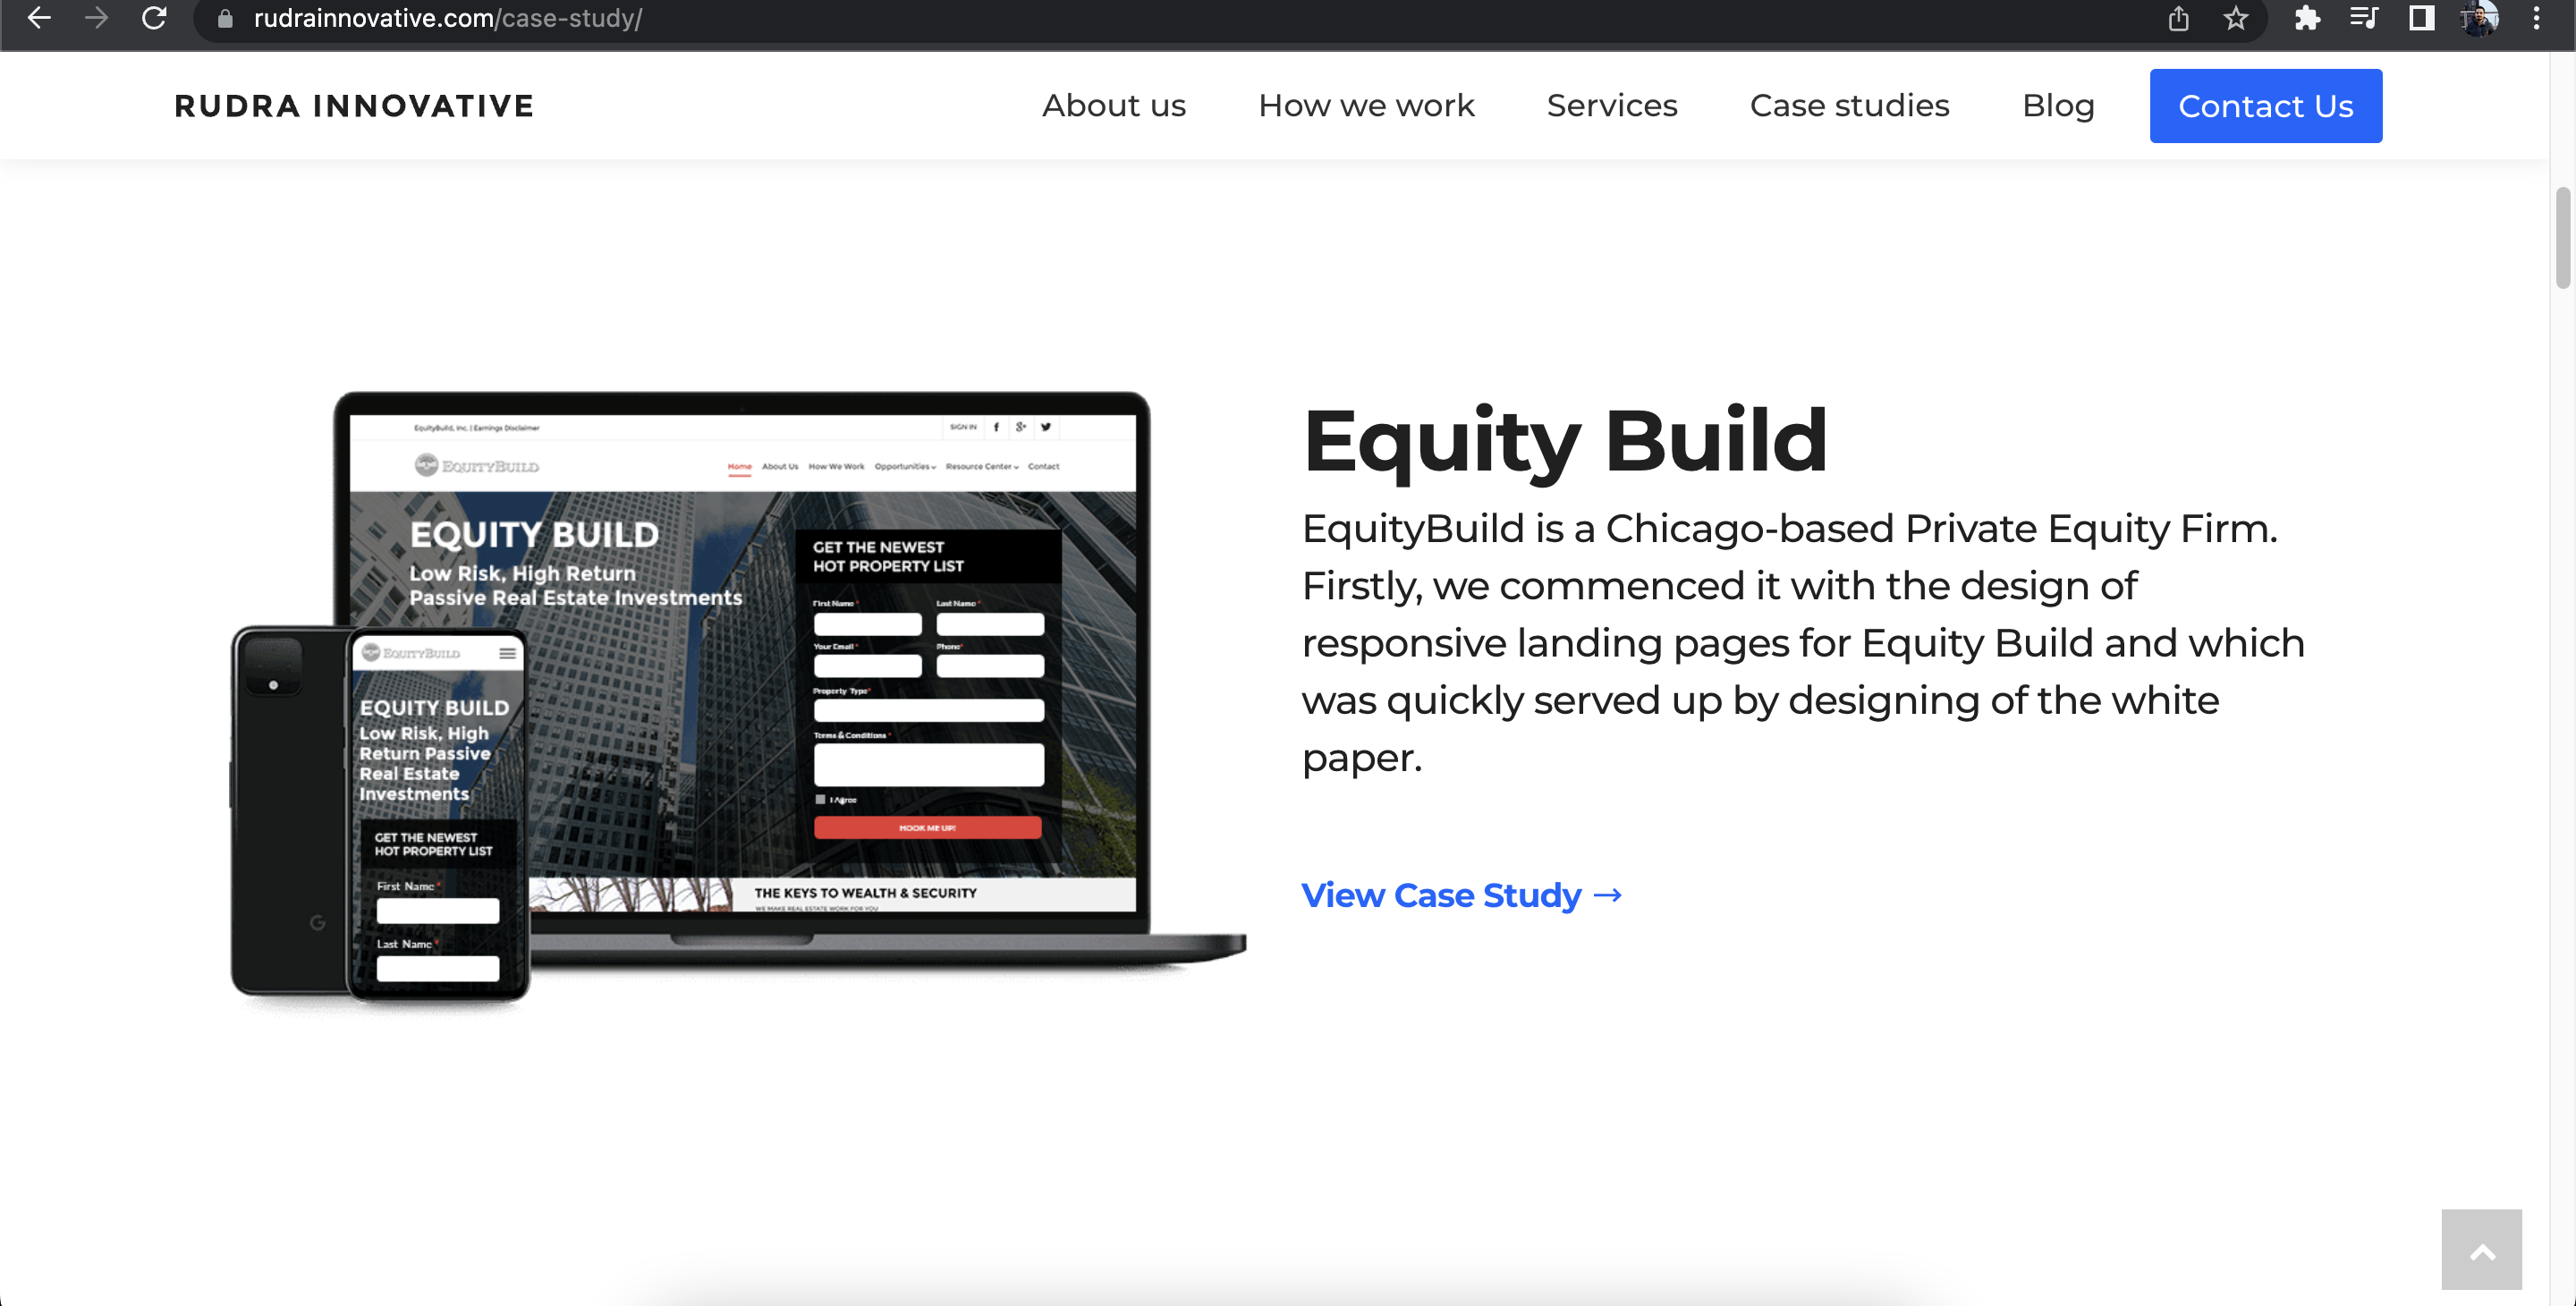 rudrainnovative.com/case-study/
RUDRA INNOVATIVE
About us
How we work
Services
Case studies
Blog
Contact Us
EquityBuild, Inc. | Earnings Disclaimer
SIGN IN
EQUITYBUILD
Home
About Us
How We Work
Opportunities
Resource Center
Contact
EQUITY BUILD
Low Risk, High Return
Passive Real Estate Investments
GET THE NEWEST
HOT PROPERTY LIST
First Name *
Last Name *
Your Email *
Phone*
Property Type*
Terms & Conditions *
I Agree
HOOK ME UP!
THE KEYS TO WEALTH & SECURITY
WE MAKE REAL ESTATE WORK FOR YOU
EQUITYBUILD
EQUITY BUILD
Low Risk, High
Return Passive
Real Estate
Investments
GET THE NEWEST
HOT PROPERTY LIST
First Name *
Last Name *
Equity Build
EquityBuild is a Chicago-based Private Equity Firm.
Firstly, we commenced it with the design of
responsive landing pages for Equity Build and which
was quickly served up by designing of the white
paper.
View Case Study →